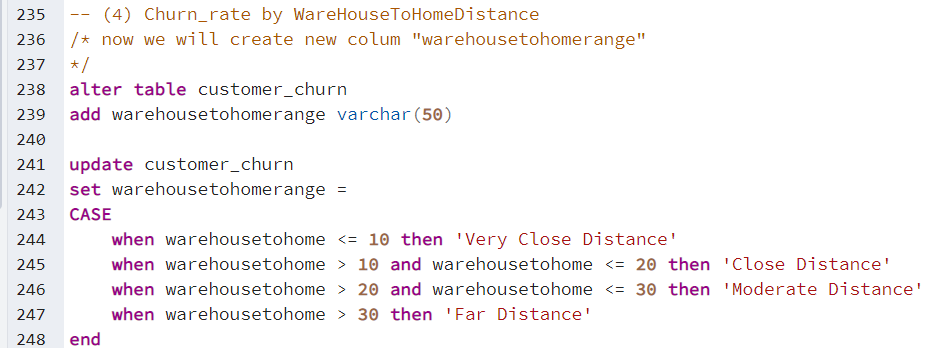 235 -- (4) Churn_rate by WareHouseToHomeDistance
236 /* now we will create new colum "warehousetohomerange"
237 */
238 alter table customer_churn
239 add warehousetohomerange varchar(50)
240
241 update customer_churn
242 set warehousetohomerange =
243 CASE
244     when warehousetohome <= 10 then 'Very Close Distance'
245     when warehousetohome > 10 and warehousetohome <= 20 then 'Close Distance'
246     when warehousetohome > 20 and warehousetohome <= 30 then 'Moderate Distance'
247     when warehousetohome > 30 then 'Far Distance'
248 end